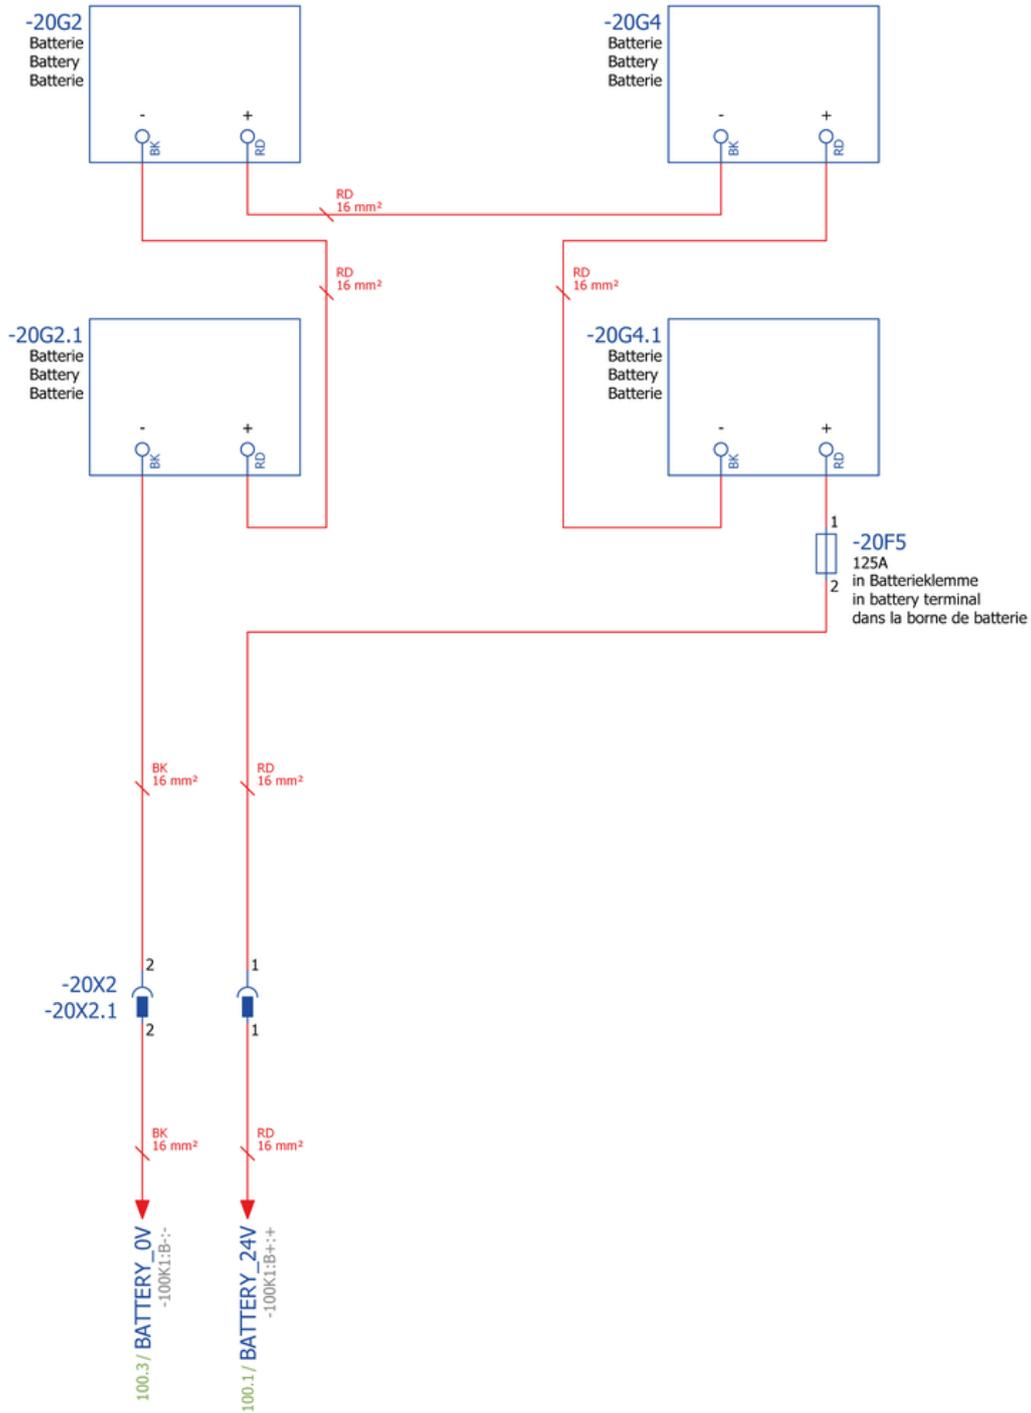 -20G2
Batterie
Battery
Batterie
- +
BK RD
-20G4
Batterie
Battery
Batterie
- +
BK RD
RD
16 mm²
RD
16 mm²
RD
16 mm²
-20G2.1
Batterie
Battery
Batterie
- +
BK RD
-20G4.1
Batterie
Battery
Batterie
- +
BK RD
1
-20F5
125A
in Batterieklemme
2
in battery terminal
dans la borne de batterie
BK
16 mm²
RD
16 mm²
2 1
-20X2
-20X2.1
2 1
BK
16 mm²
RD
16 mm²
100.3 / BATTERY_0V
-100K1:B-:-
100.1 / BATTERY_24V
-100K1:B+:+